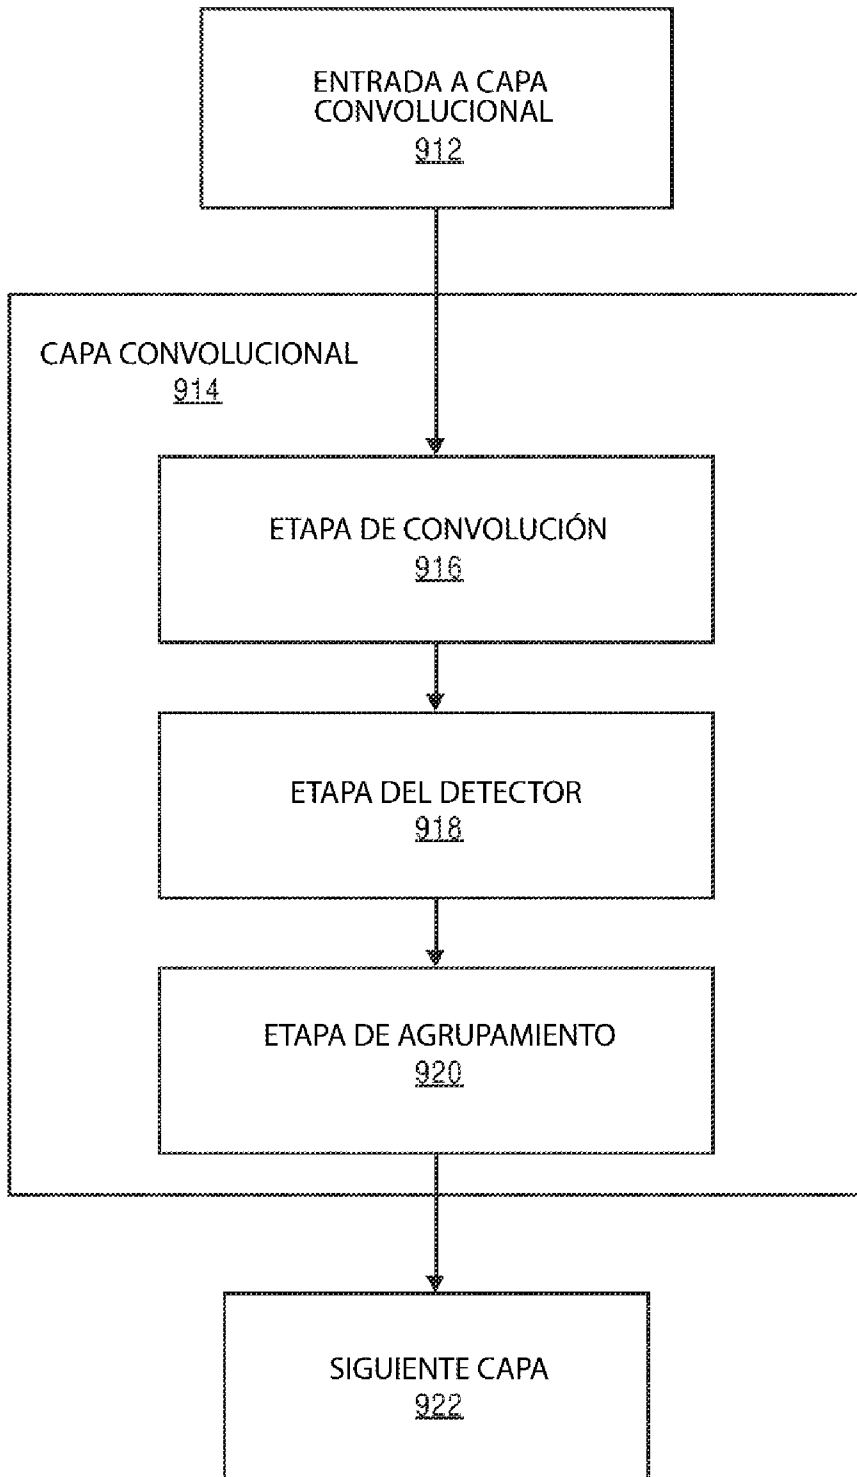 ENTRADA A CAPA
CONVOLUCIONAL
912
CAPA CONVOLUCIONAL
914
ETAPA DE CONVOLUCIÓN
916
ETAPA DEL DETECTOR
918
ETAPA DE AGRUPAMIENTO
920
SIGUIENTE CAPA
922